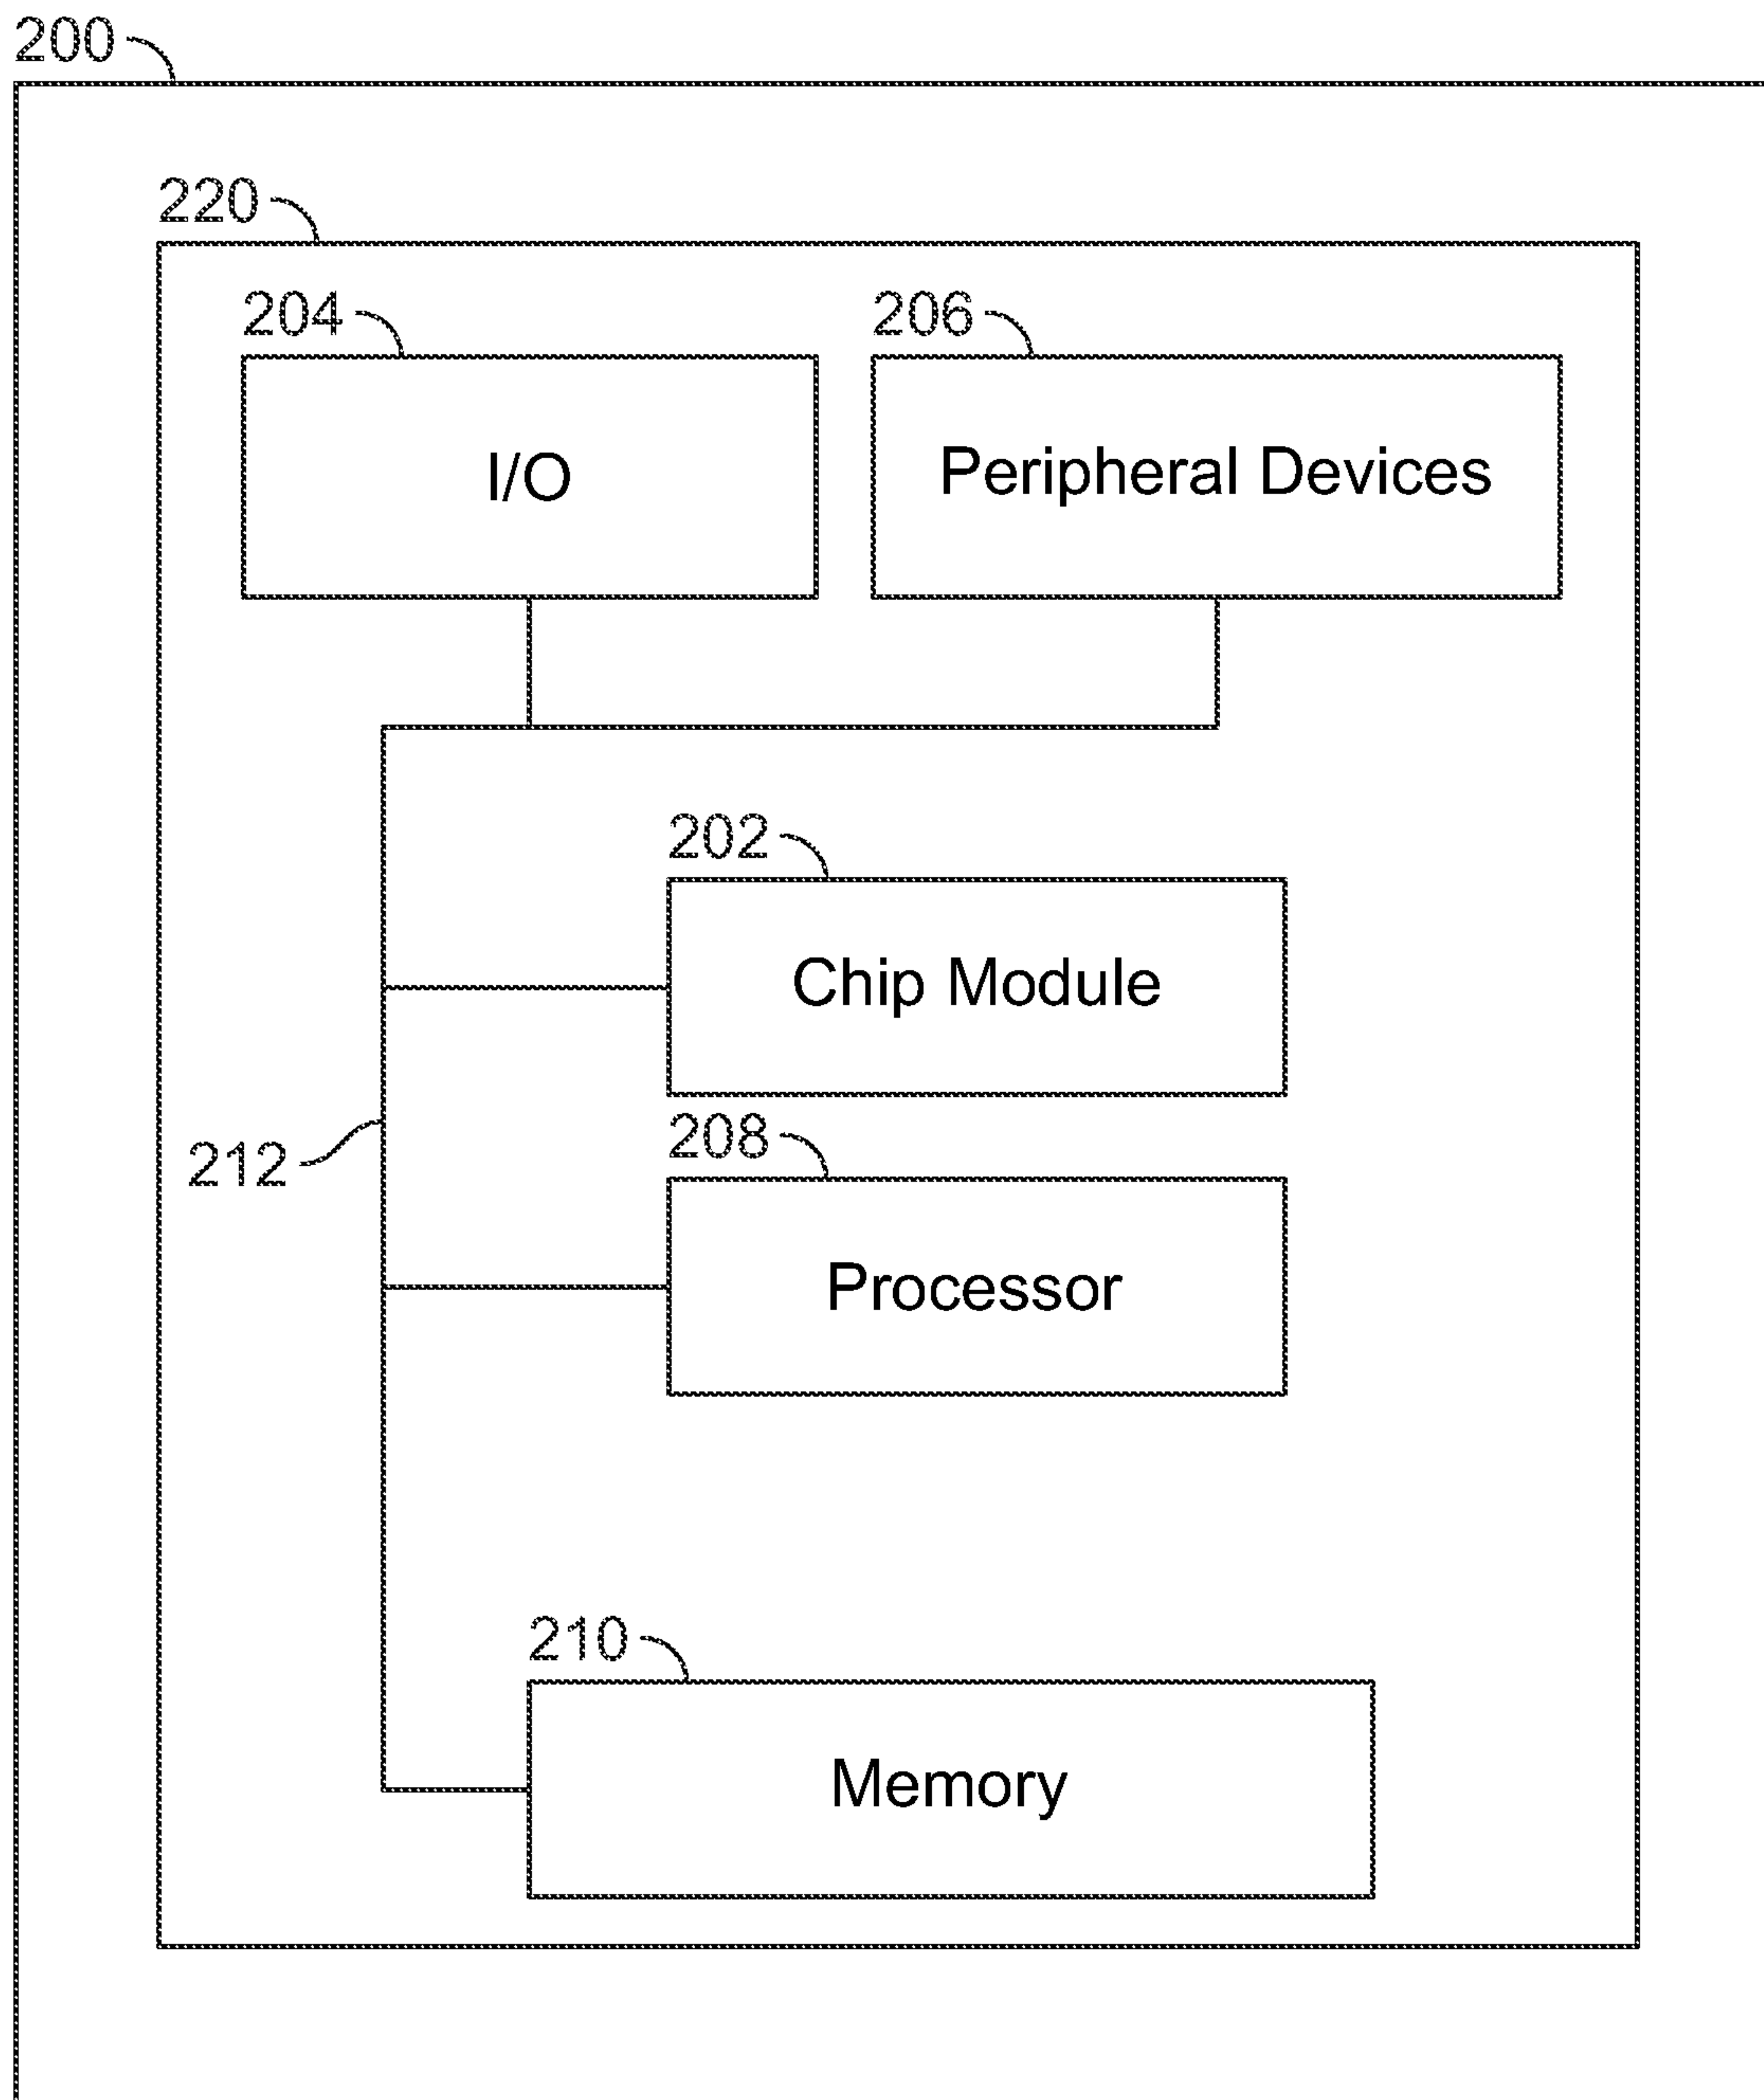 200
220
204
206
I/O
Peripheral Devices
202
Chip Module
212
208
Processor
210
Memory